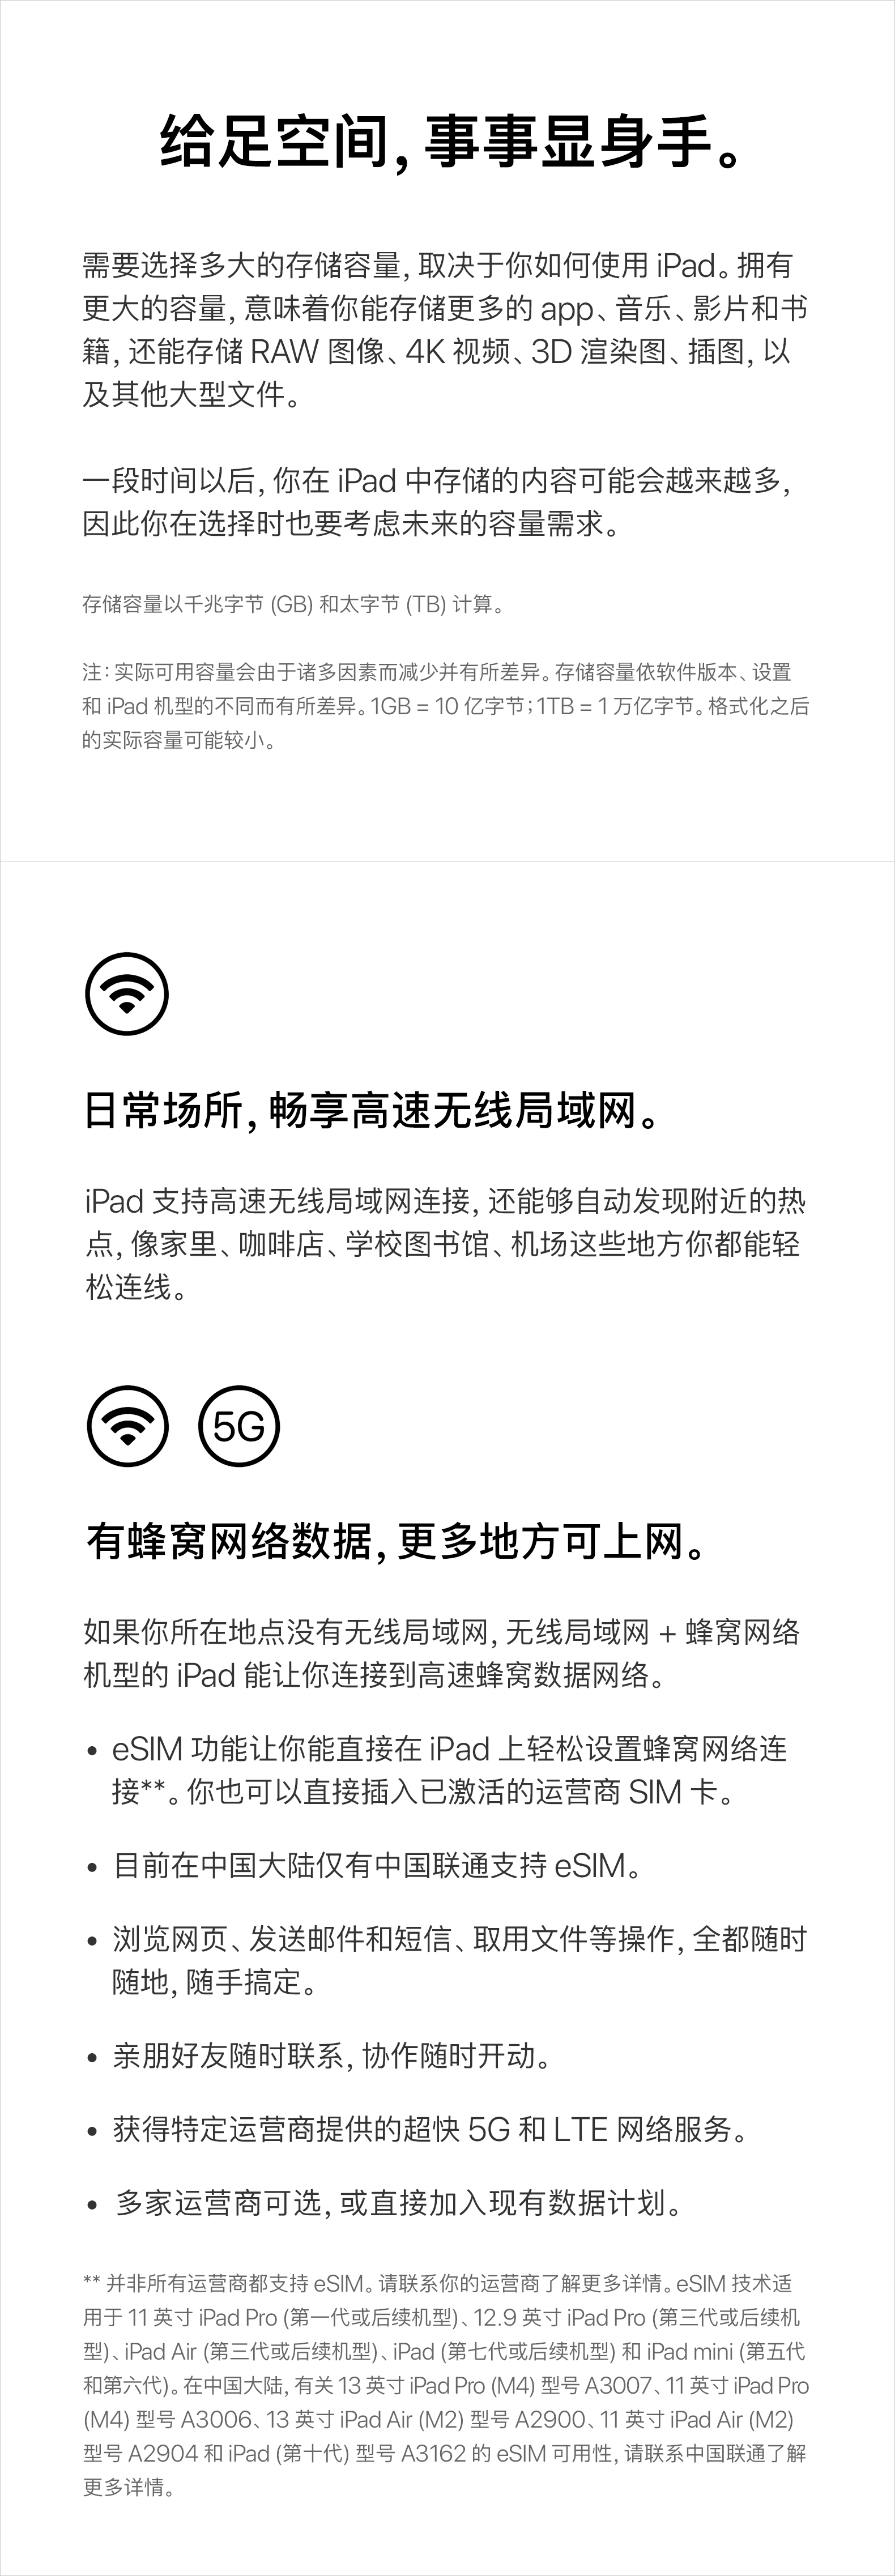 给足空间，事事显身手。
需要选择多大的存储容量，取决于你如何使用 iPad。拥有
更大的容量，意味着你能存储更多的 app、音乐、影片和书
籍，还能存储 RAW 图像、4K 视频、3D 渲染图、插图，以
及其他大型文件。
一段时间以后，你在 iPad 中存储的内容可能会越来越多，
因此你在选择时也要考虑未来的容量需求。
存储容量以千兆字节 (GB) 和太字节 (TB) 计算。
注：实际可用容量会由于诸多因素而减少并有所差异。存储容量依软件版本、设置
和 iPad 机型的不同而有所差异。1GB = 10 亿字节；1TB = 1 万亿字节。格式化之后
的实际容量可能较小。
日常场所，畅享高速无线局域网。
iPad 支持高速无线局域网连接，还能够自动发现附近的热
点，像家里、咖啡店、学校图书馆、机场这些地方你都能轻
松连线。
5G
有蜂窝网络数据，更多地方可上网。
如果你所在地点没有无线局域网，无线局域网 + 蜂窝网络
机型的 iPad 能让你连接到高速蜂窝数据网络。
• eSIM 功能让你能直接在 iPad 上轻松设置蜂窝网络连
接**。你也可以直接插入已激活的运营商 SIM 卡。
• 目前在中国大陆仅有中国联通支持 eSIM。
• 浏览网页、发送邮件和短信、取用文件等操作，全都随时
随地，随手搞定。
• 亲朋好友随时联系，协作随时开动。
• 获得特定运营商提供的超快 5G 和 LTE 网络服务。
• 多家运营商可选，或直接加入现有数据计划。
** 并非所有运营商都支持 eSIM。请联系你的运营商了解更多详情。eSIM 技术适
用于 11 英寸 iPad Pro (第一代或后续机型)、12.9 英寸 iPad Pro (第三代或后续机
型)、iPad Air (第三代或后续机型)、iPad (第七代或后续机型) 和 iPad mini (第五代
和第六代)。在中国大陆，有关 13 英寸 iPad Pro (M4) 型号 A3007、11 英寸 iPad Pro
(M4) 型号 A3006、13 英寸 iPad Air (M2) 型号 A2900、11 英寸 iPad Air (M2)
型号 A2904 和 iPad (第十代) 型号 A3162 的 eSIM 可用性，请联系中国联通了解
更多详情。